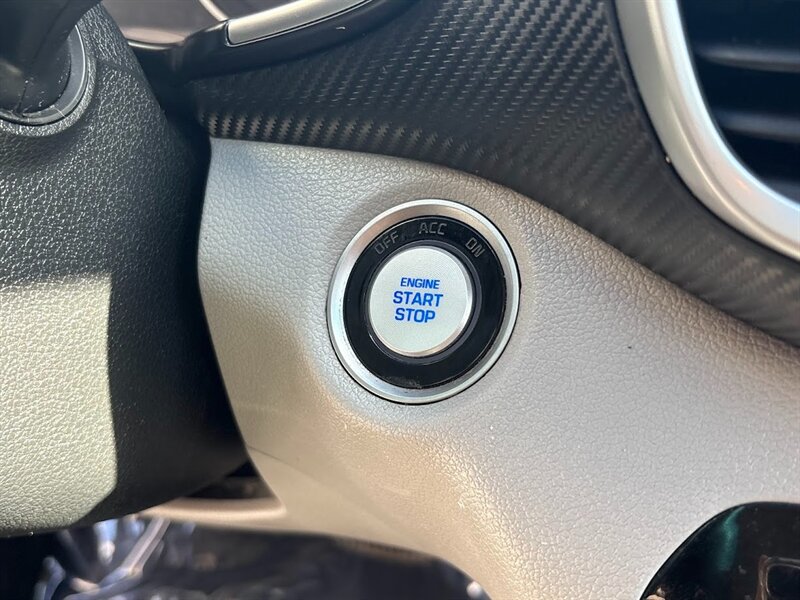 OFF ACC ON
ENGINE
START
STOP